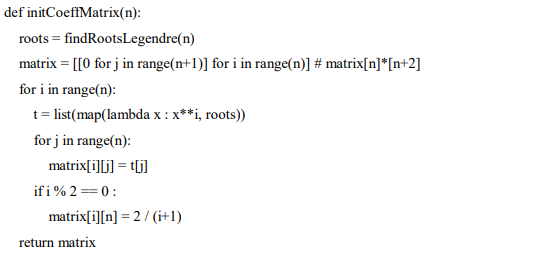 def initCoeffMatrix(n):
roots = findRootsLegendre(n)
matrix = [[0 for j in range(n+1)] for i in range(n)] # matrix[n]*[n+2]
for i in range(n):
t = list(map(lambda x : x**i, roots))
for j in range(n):
matrix[i][j] = t[j]
if i % 2 == 0 :
matrix[i][n] = 2 / (i+1)
return matrix